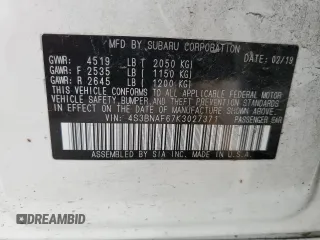 MFD BY SUBARU CORPORATION 02/19
GVWR: 4519 LB ( 2050 KG)
GAWR: F 2535 LB ( 1150 KG)
GAWR: R 2645 LB ( 1200 KG)
THIS VEHICLE CONFORMS TO ALL APPLICABLE FEDERAL MOTOR
VEHICLE SAFETY, BUMPER, AND THEFT PREVENTION STANDARDS
IN EFFECT ON THE DATE OF MANUFACTURE SHOWN ABOVE.
VIN: 4S3BNAF67K3027371 PASSENGER CAR
ASSEMBLED BY SIA INC. MADE IN U.S.A.
DREAMBID
DREAMBID.COM